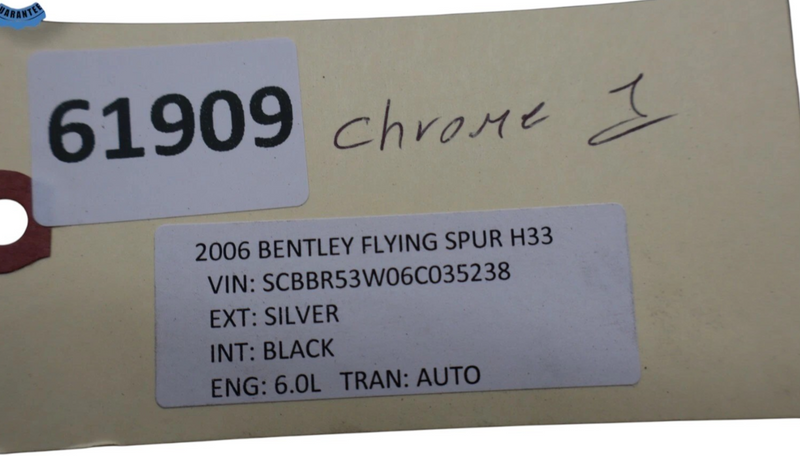 GUARANTEE
61909
Chrome 1
2006 BENTLEY FLYING SPUR H33
VIN: SCBBR53W06C035238
EXT: SILVER
INT: BLACK
ENG: 6.0L TRAN: AUTO